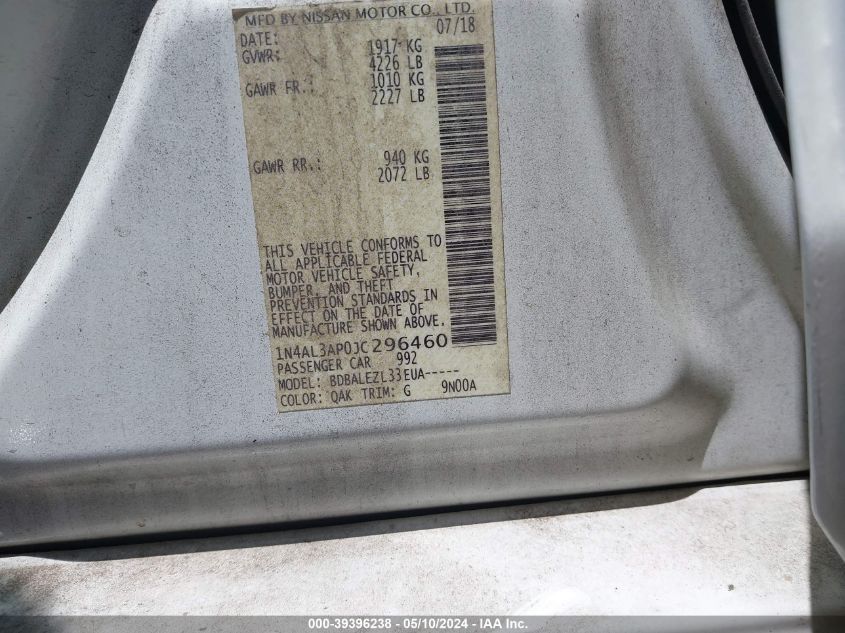 MFD BY NISSAN MOTOR CO., LTD.
DATE: 07/18
GVWR: 1917 KG
4226 LB
GAWR FR.: 1010 KG
2227 LB
GAWR RR.: 940 KG
2072 LB
THIS VEHICLE CONFORMS TO
ALL APPLICABLE FEDERAL
MOTOR VEHICLE SAFETY,
BUMPER, AND THEFT
PREVENTION STANDARDS IN
EFFECT ON THE DATE OF
MANUFACTURE SHOWN ABOVE.
1N4AL3AP0JC296460
PASSENGER CAR 992
MODEL: BDBALEZL33EUA-----
COLOR: QAK TRIM: G 9N00A
000-39396238 - 05/10/2024 - IAA Inc.